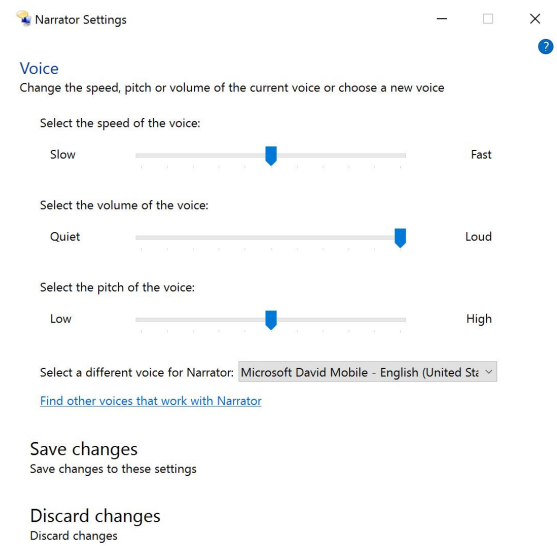 Narrator Settings
?
Voice
Change the speed, pitch or volume of the current voice or choose a new voice
Select the speed of the voice:
Slow Fast
Select the volume of the voice:
Quiet Loud
Select the pitch of the voice:
Low High
Select a different voice for Narrator: Microsoft David Mobile - English (United Sta
Find other voices that work with Narrator
Save changes
Save changes to these settings
Discard changes
Discard changes